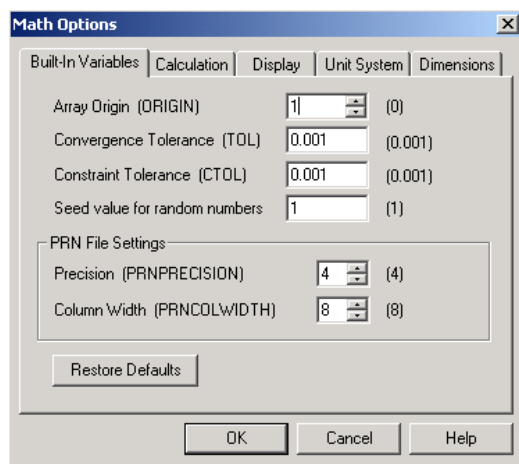 Math Options
Built-In Variables Calculation Display Unit System Dimensions
Array Origin (ORIGIN) 1 (0)
Convergence Tolerance (TOL) 0.001 (0.001)
Constraint Tolerance (CTOL) 0.001 (0.001)
Seed value for random numbers 1 (1)
PRN File Settings
Precision (PRNPRECISION) 4 (4)
Column Width (PRNCOLWIDTH) 8 (8)
Restore Defaults
OK Cancel Help